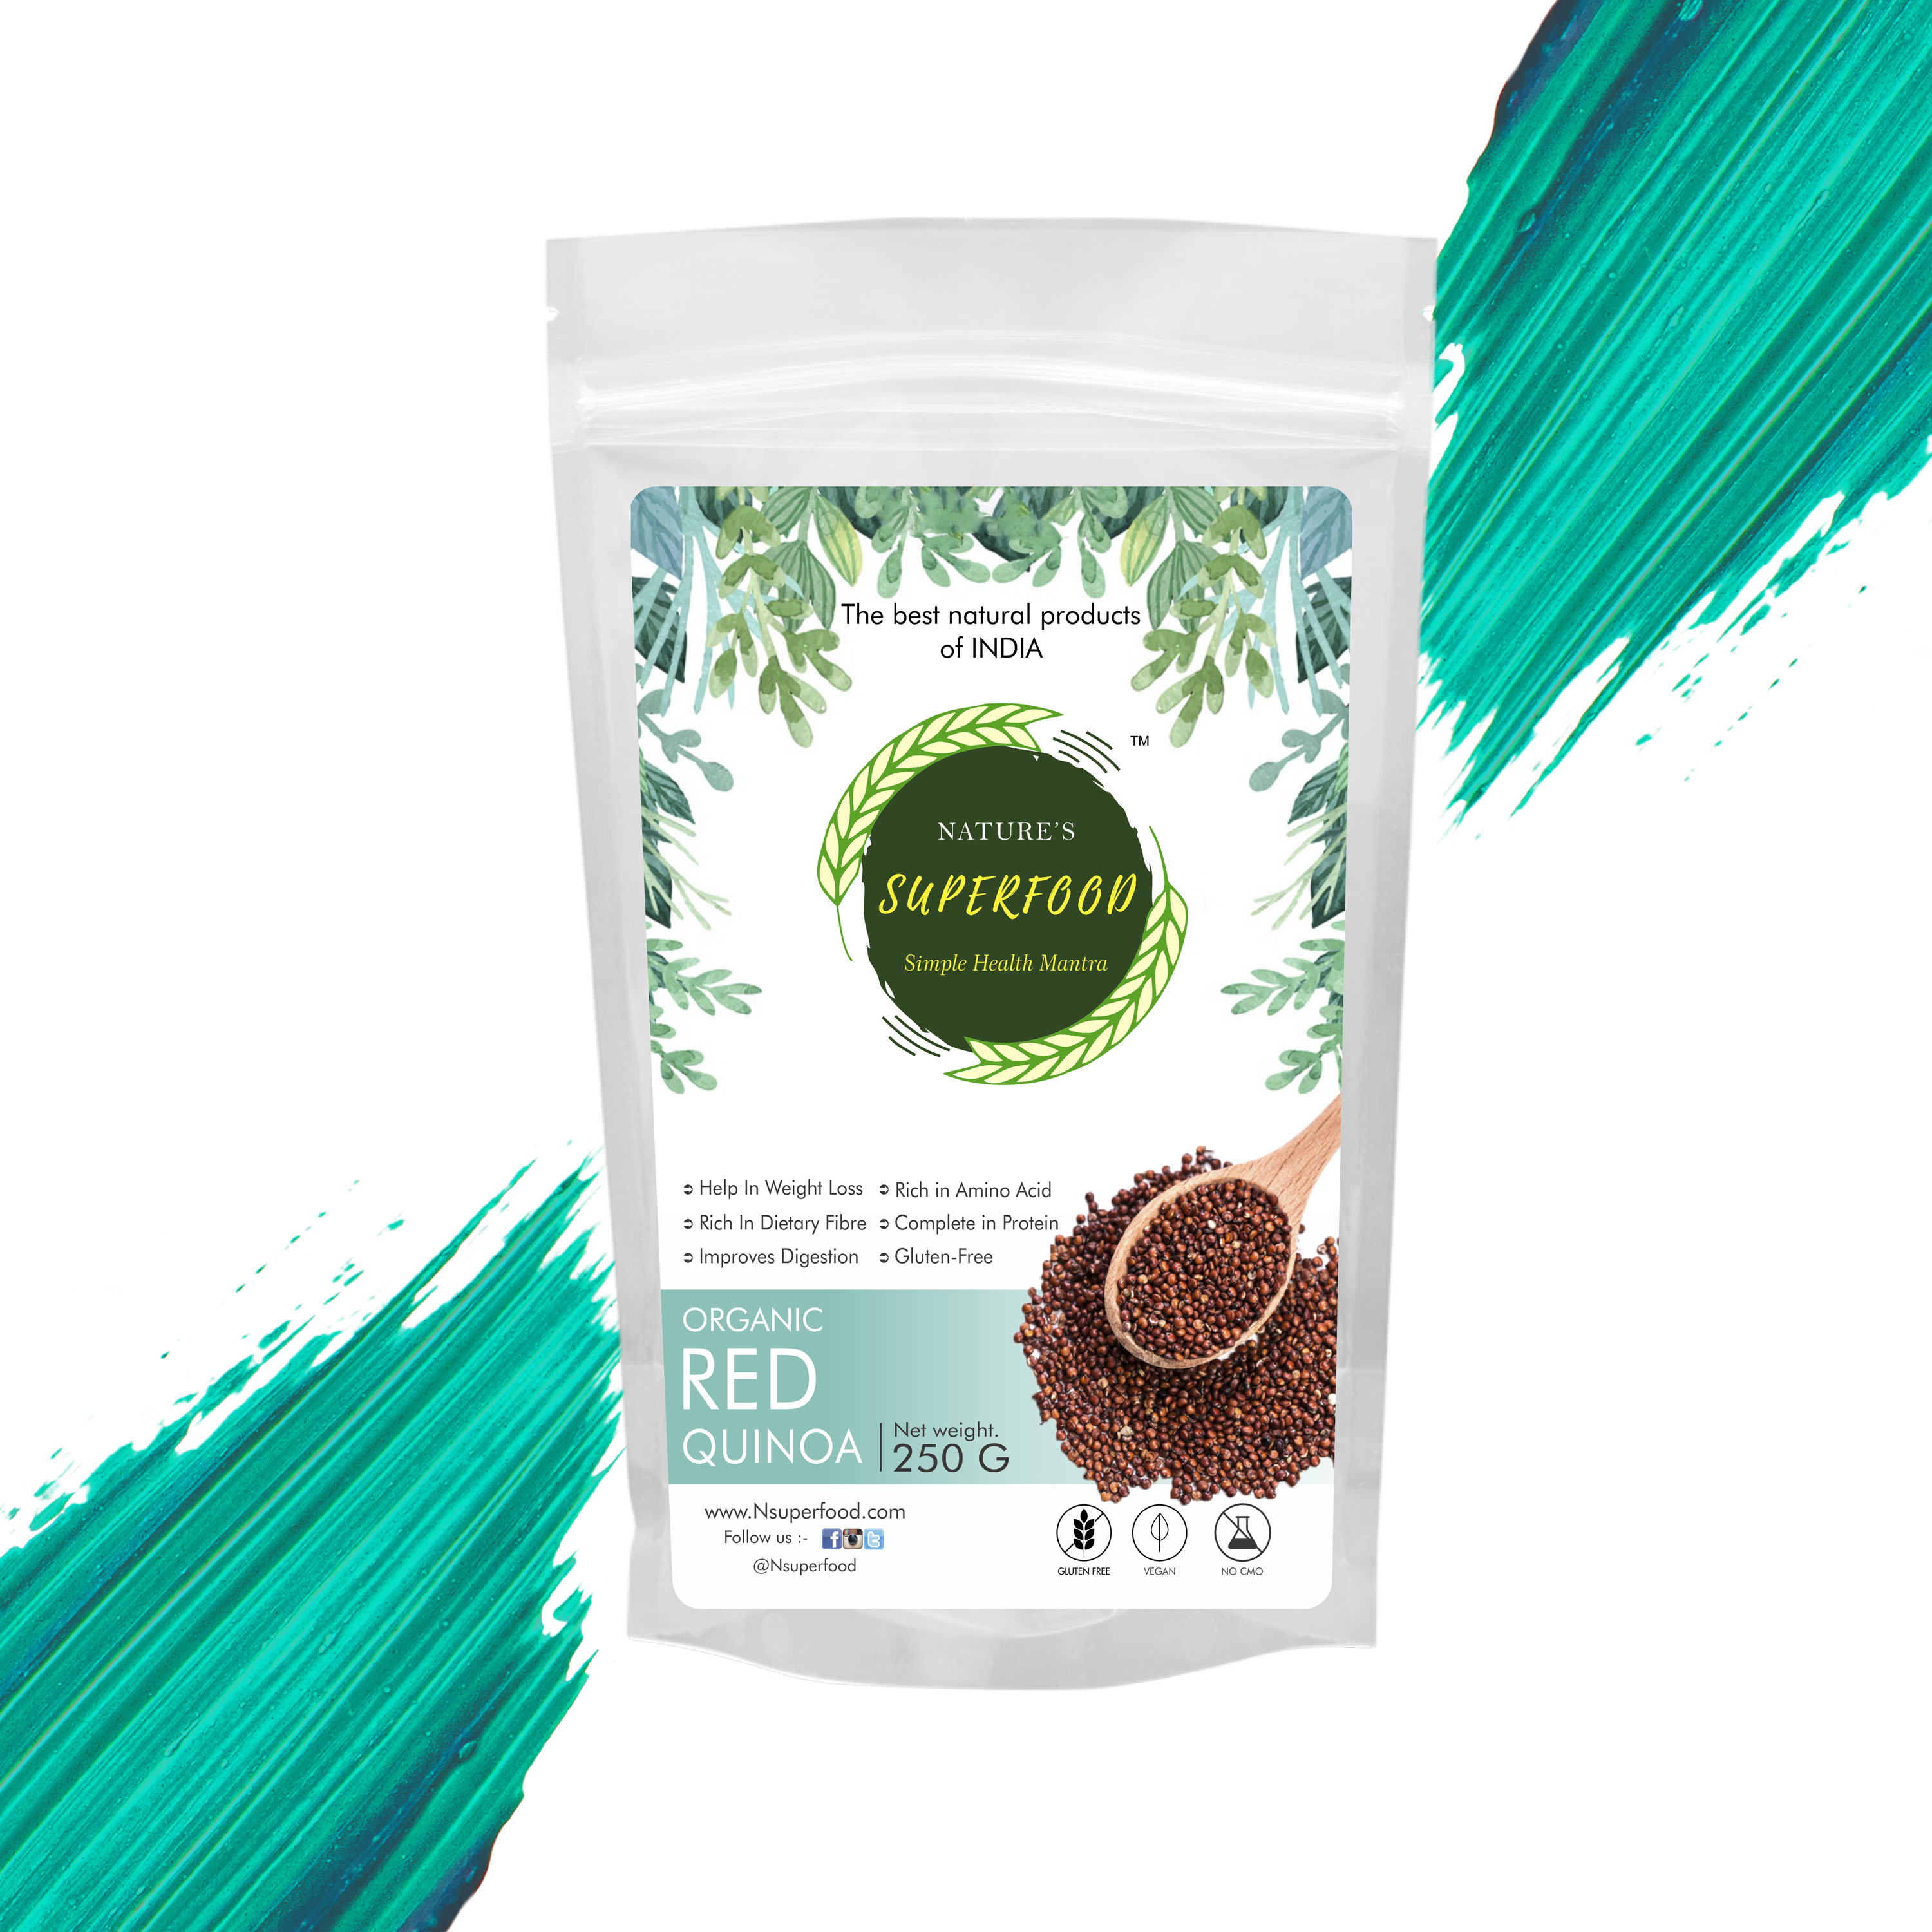 The best natural products
of INDIA
TM
NATURE'S
SUPERFOOD
Simple Health Mantra
Help In Weight Loss
Rich In Dietary Fibre
Improves Digestion
Rich in Amino Acid
Complete in Protein
Gluten-Free
ORGANIC
RED
QUINOA
Net weight.
250 G
www.Nsuperfood.com
Follow us :-
@Nsuperfood
GLUTEN FREE
VEGAN
NO CMO